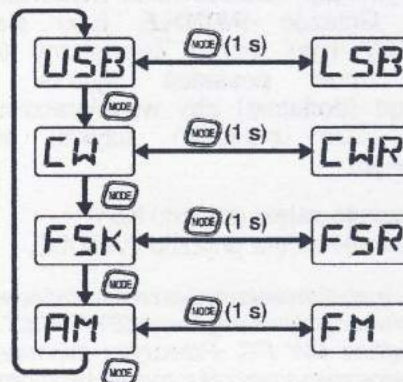 MODE (1 s)
USB LSB
MODE
MODE (1 s)
CW CWR
MODE
MODE (1 s)
FSK FSR
MODE
MODE (1 s)
AM FM
MODE